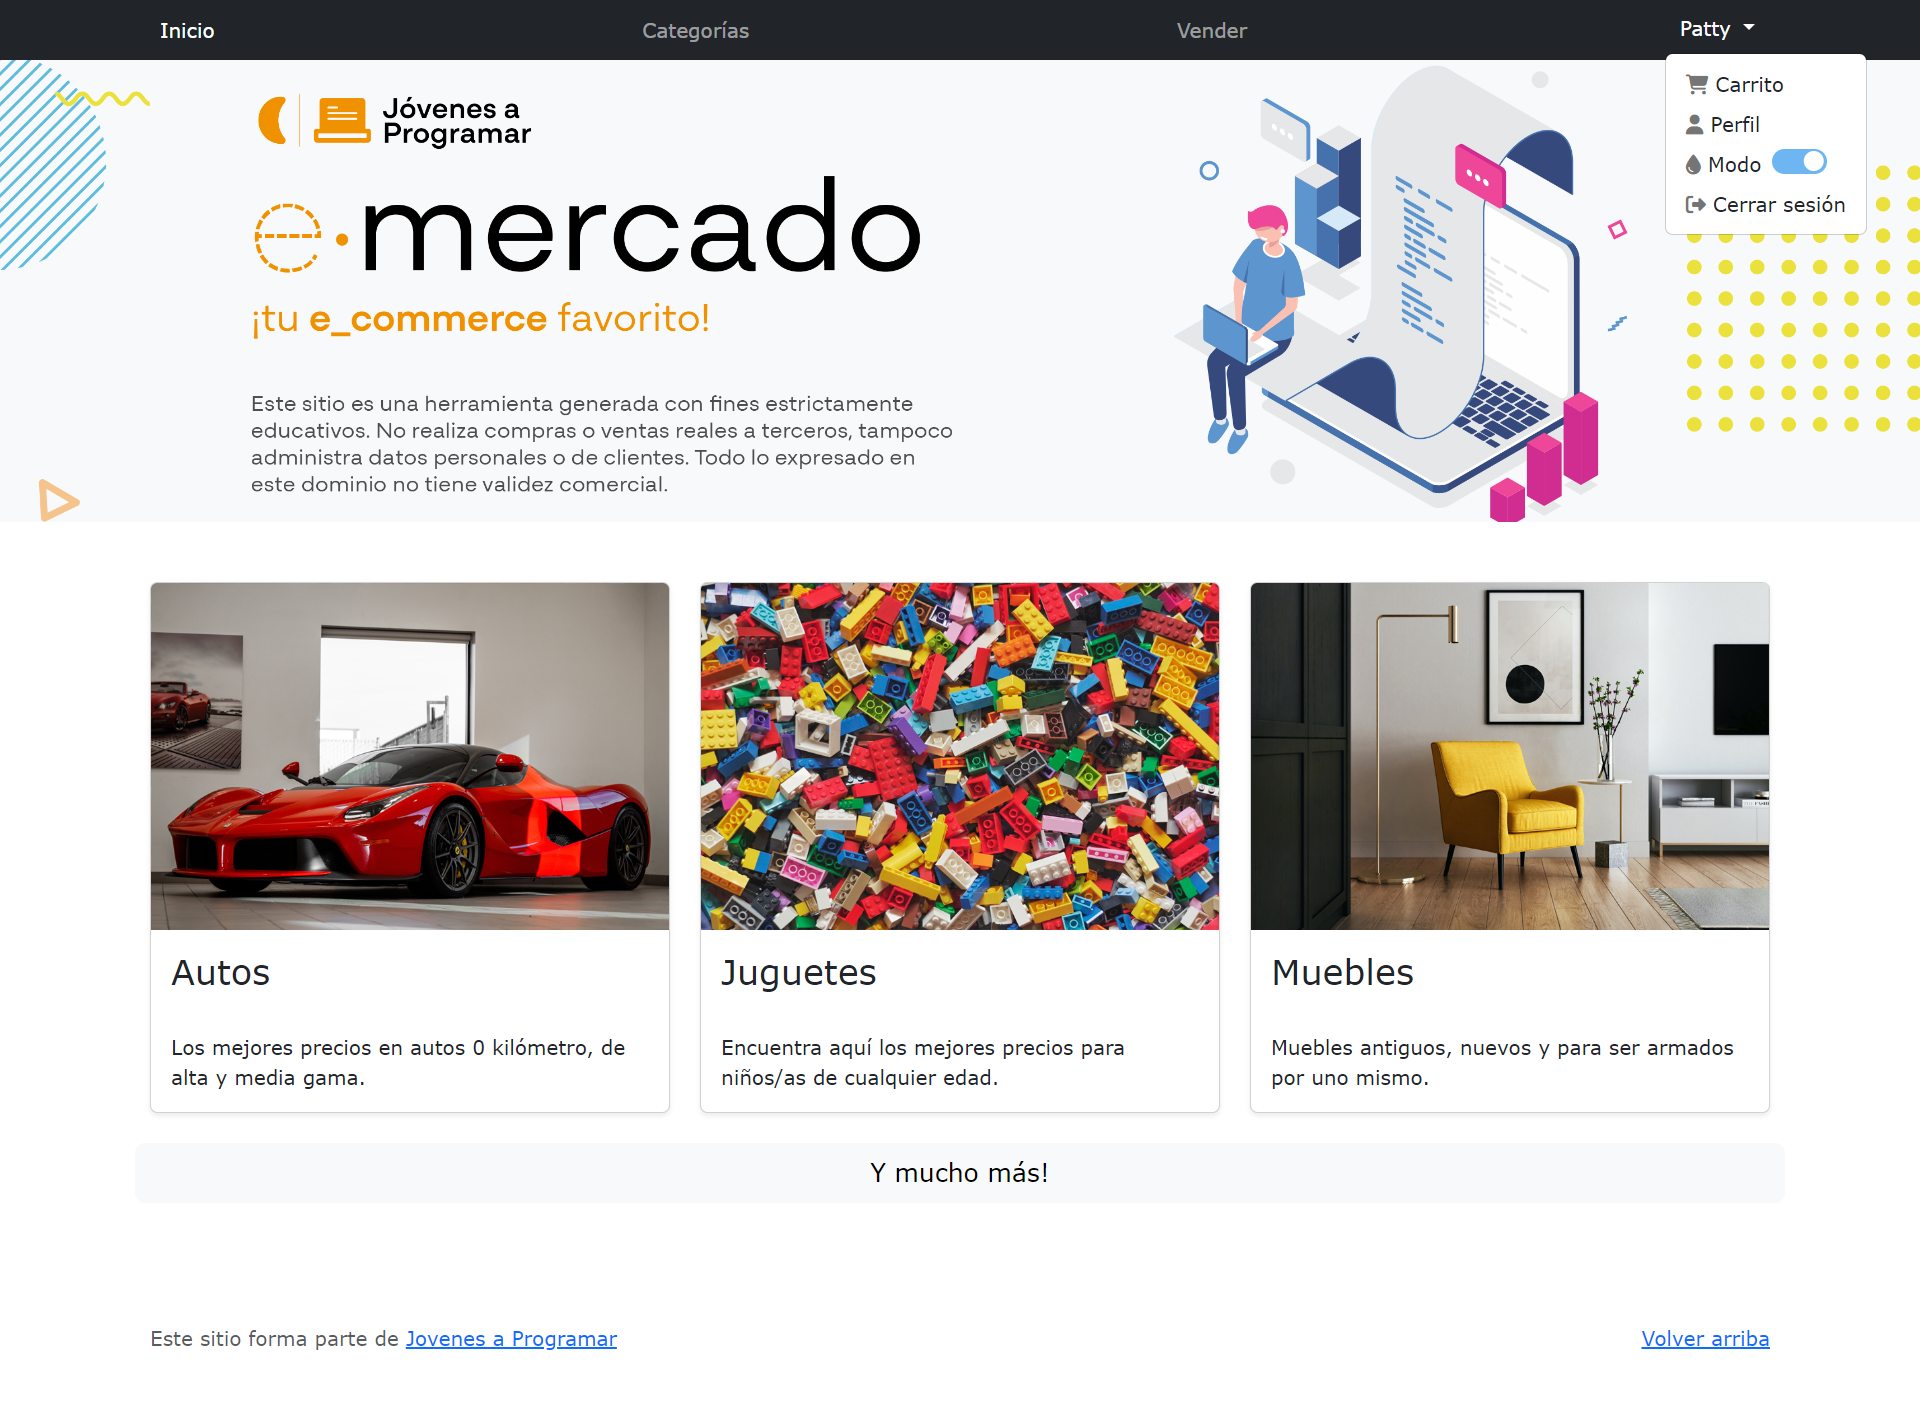 Inicio
Categorías
Vender
Patty
Carrito
Perfil
Modo
Cerrar sesión
Jóvenes a
Programar
e·mercado
¡tu e_commerce favorito!
Este sitio es una herramienta generada con fines estrictamente
educativos. No realiza compras o ventas reales a terceros, tampoco
administra datos personales o de clientes. Todo lo expresado en
este dominio no tiene validez comercial.
Autos
Los mejores precios en autos 0 kilómetro, de
alta y media gama.
Juguetes
Encuentra aquí los mejores precios para
niños/as de cualquier edad.
Muebles
Muebles antiguos, nuevos y para ser armados
por uno mismo.
Y mucho más!
Este sitio forma parte de Jovenes a Programar
Volver arriba